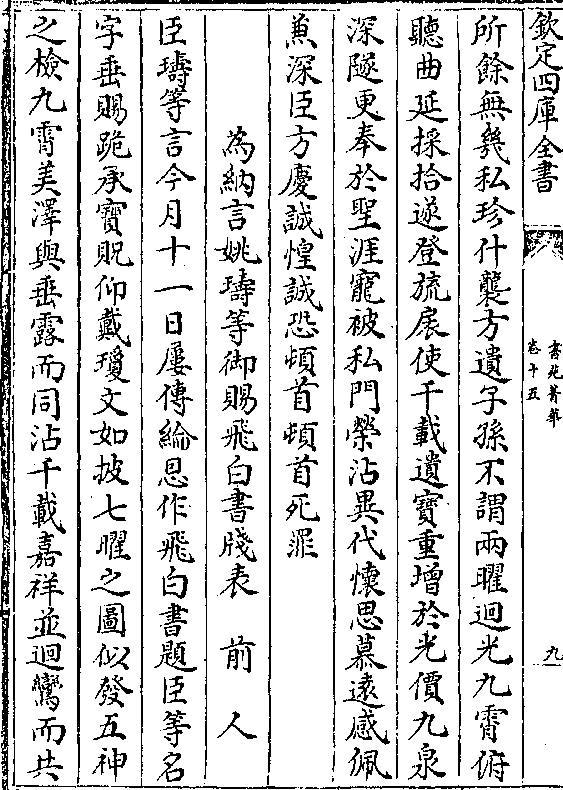 欽定四庫全書
書苑菁華
卷十五
九
所餘無幾私珍什襲方遺子孫不謂兩曜迴光九霄俯
聽曲延採拾遂登旒扆使千載遺寶重增於光價九泉
深隧更奉於聖涯寵被私門榮沾異代懷思慕遠感佩
兼深臣方慶誠惶誠恐頓首頓首死罪
為納言姚璹等御賜飛白書牋表　前　人
臣璹等言今月十一日屢傳綸恩作飛白書題臣等名
字垂賜跪承寶貺仰戴瓊文如披七曜之圖似發五神
之檢九霄美澤與垂露而同沾千載嘉祥並迴鸞而共